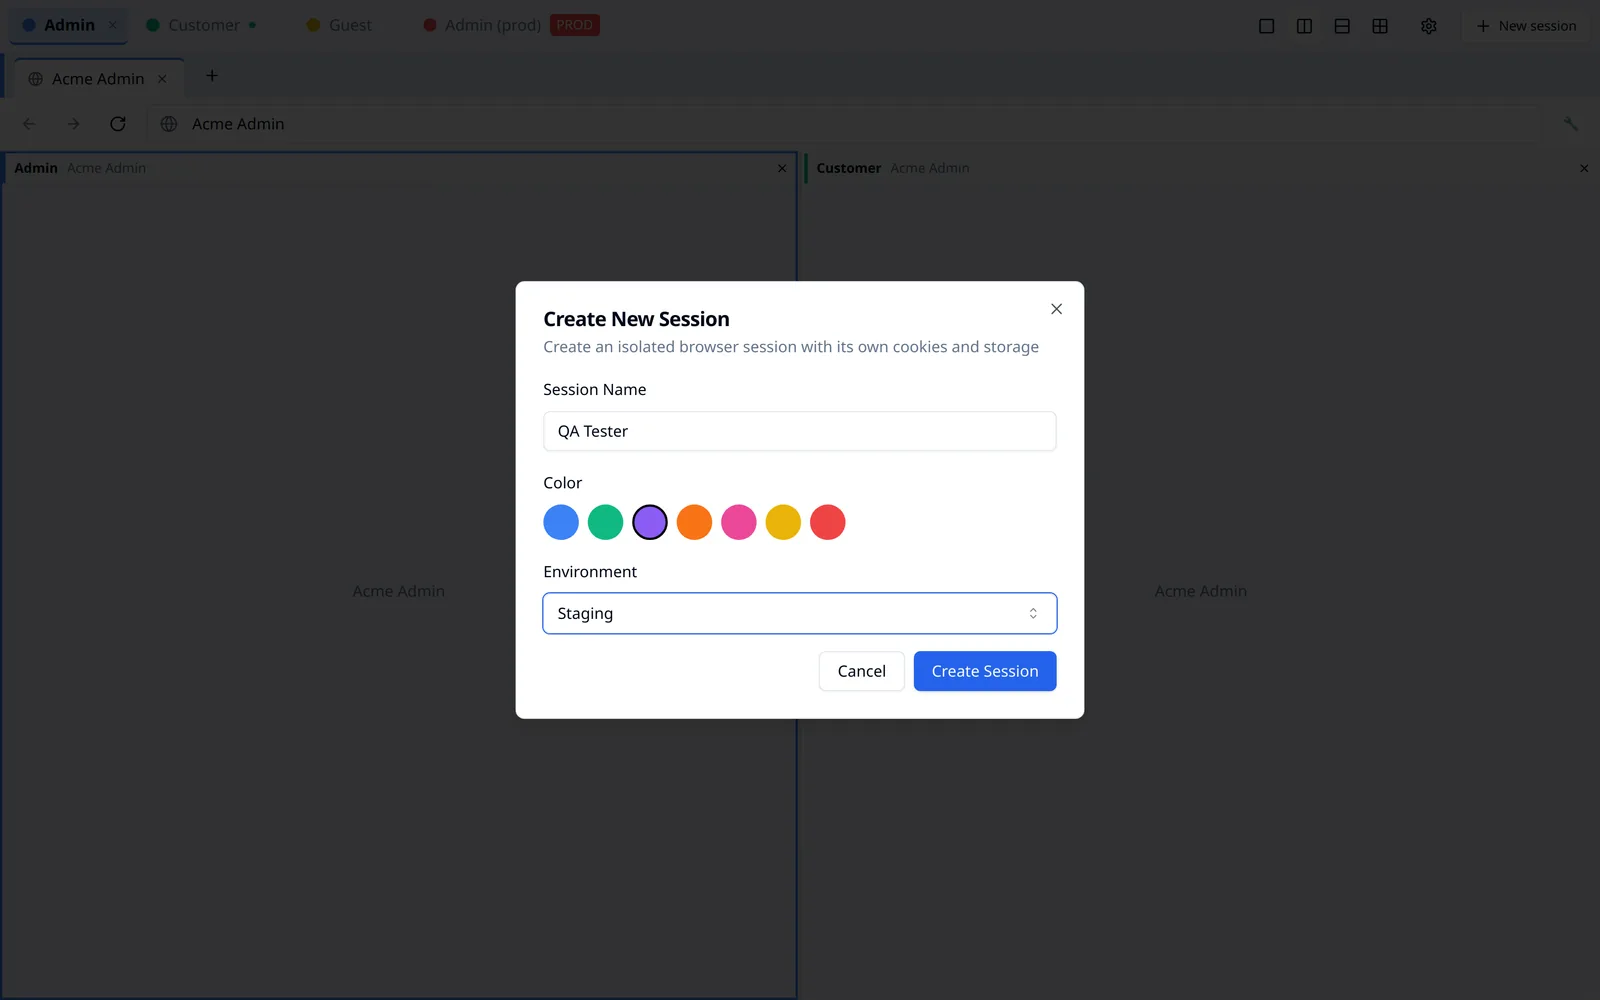 Admin Customer Guest Admin (prod) PROD New session
Acme Admin
Acme Admin
Admin Acme Admin
Customer Acme Admin
Acme Admin
Acme Admin
Create New Session
Create an isolated browser session with its own cookies and storage
Session Name
QA Tester
Color
Environment
Staging
Cancel Create Session